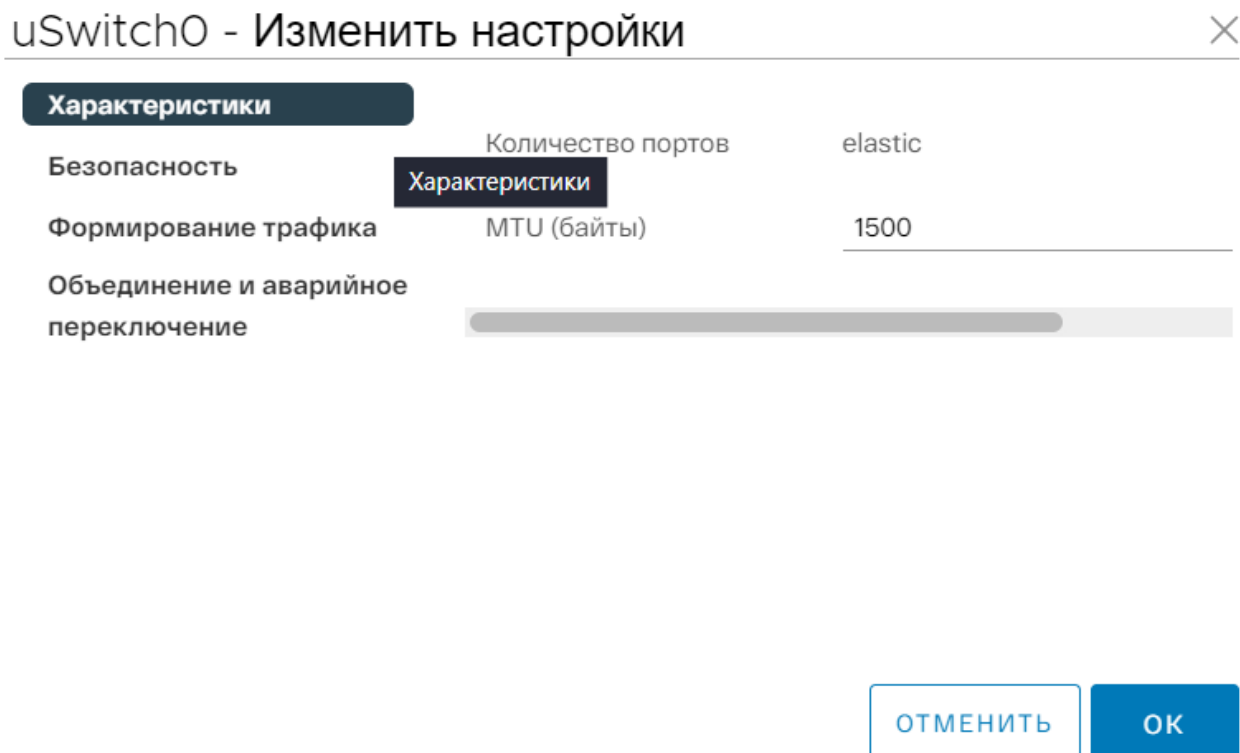 uSwitch0 - Изменить настройки
Характеристики
Количество портов elastic
Безопасность
Характеристики
Формирование трафика
MTU (байты) 1500
Объединение и аварийное
переключение
ОТМЕНИТЬ
ОК